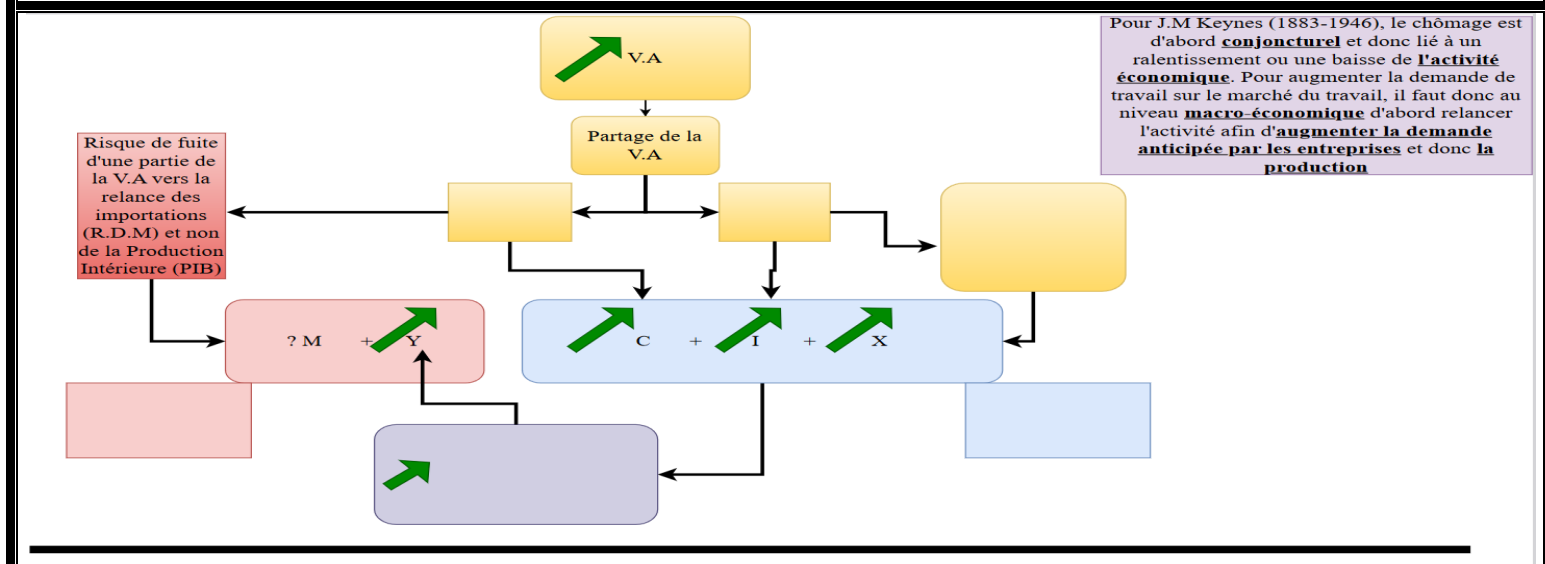 Pour J.M Keynes (1883-1946), le chômage est
d'abord conjoncturel et donc lié à un
ralentissement ou une baisse de l'activité
économique. Pour augmenter la demande de
travail sur le marché du travail, il faut donc au
niveau macro-économique d'abord relancer
l'activité afin d'augmenter la demande
anticipée par les entreprises et donc la
production
V.A
Partage de la
V.A
Risque de fuite
d'une partie de
la V.A vers la
relance des
importations
(R.D.M) et non
de la Production
Intérieure (PIB)
? M + Y
C + I + X